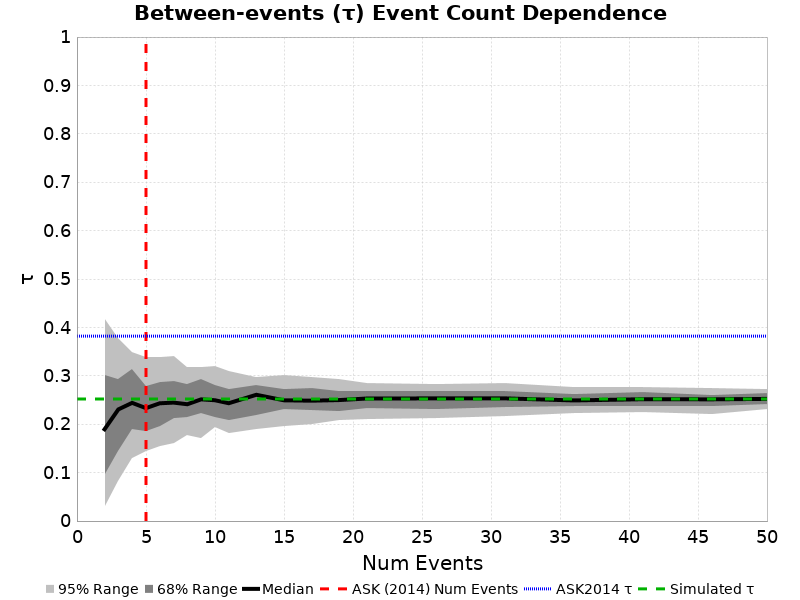 Between-events (τ) Event Count Dependence
1
0.9
0.8
0.7
0.6
0.5
0.4
0.3
0.2
0.1
0
τ
0 5 10 15 20 25 30 35 40 45 50
Num Events
95% Range 68% Range Median ASK (2014) Num Events ASK2014 τ Simulated τ